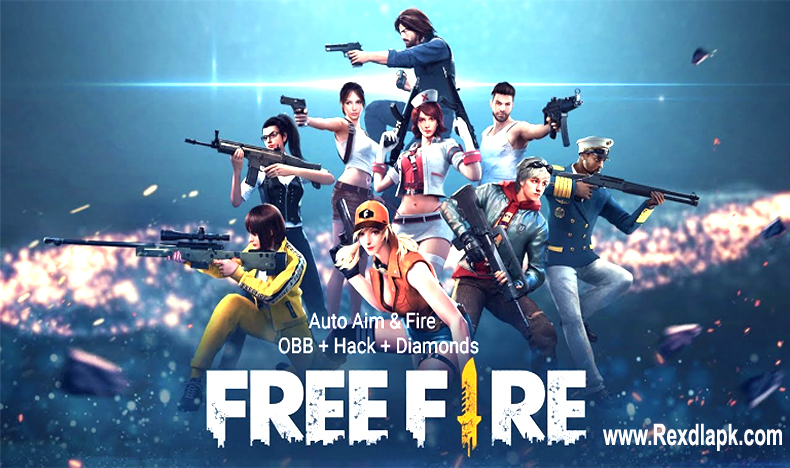 Auto Aim & Fire
OBB + Hack + Diamonds
FREE FIRE
www.Rexdlapk.com